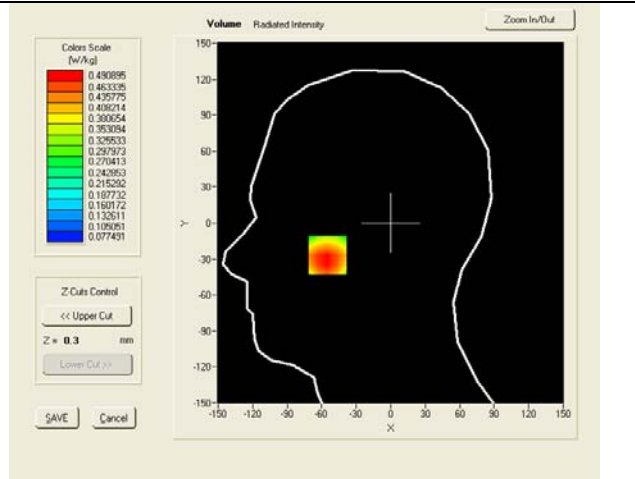 Volume Radiated Intensity
Zoom In/Out
Colors Scale
(W/kg)
0.490895
0.463335
0.435775
0.408214
0.380654
0.353094
0.325533
0.297973
0.270413
0.242853
0.215292
0.187732
0.160172
0.132611
0.105051
0.077491
Z-Cuts Control
<< Upper Cut
Z = 0.3 mm
Lower Cut >>
SAVE Cancel
150
120
90
60
30
0
-30
-60
-90
-120
-150
Y
-150 -120 -90 -60 -30 0 30 60 90 120 150
X